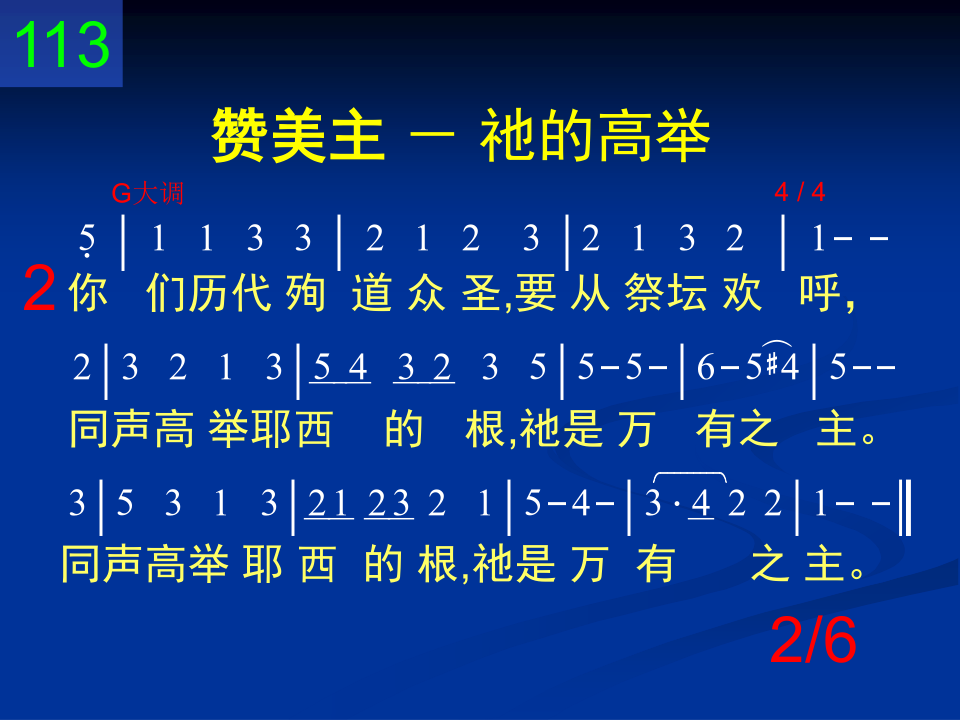 113
赞美主 － 祂的高举
G大调 4 / 4
5̣ | 1 1 3 3 | 2 1 2 3 | 2 1 3 2 | 1 - -
2 你 们历代 殉 道 众 圣,要 从 祭坛 欢 呼，
2 | 3 2 1 3 | 5 4 3 2 3 5 | 5 - 5 - | 6 - 5 #4 | 5 - -
同声高 举耶西 的 根,祂是 万 有之 主。
3 | 5 3 1 3 | 2 1 2 3 2 1 | 5 - 4 - | 3 · 4 2 2 | 1 - - ‖
同声高举 耶 西 的 根,祂是 万 有 之 主。
2/6